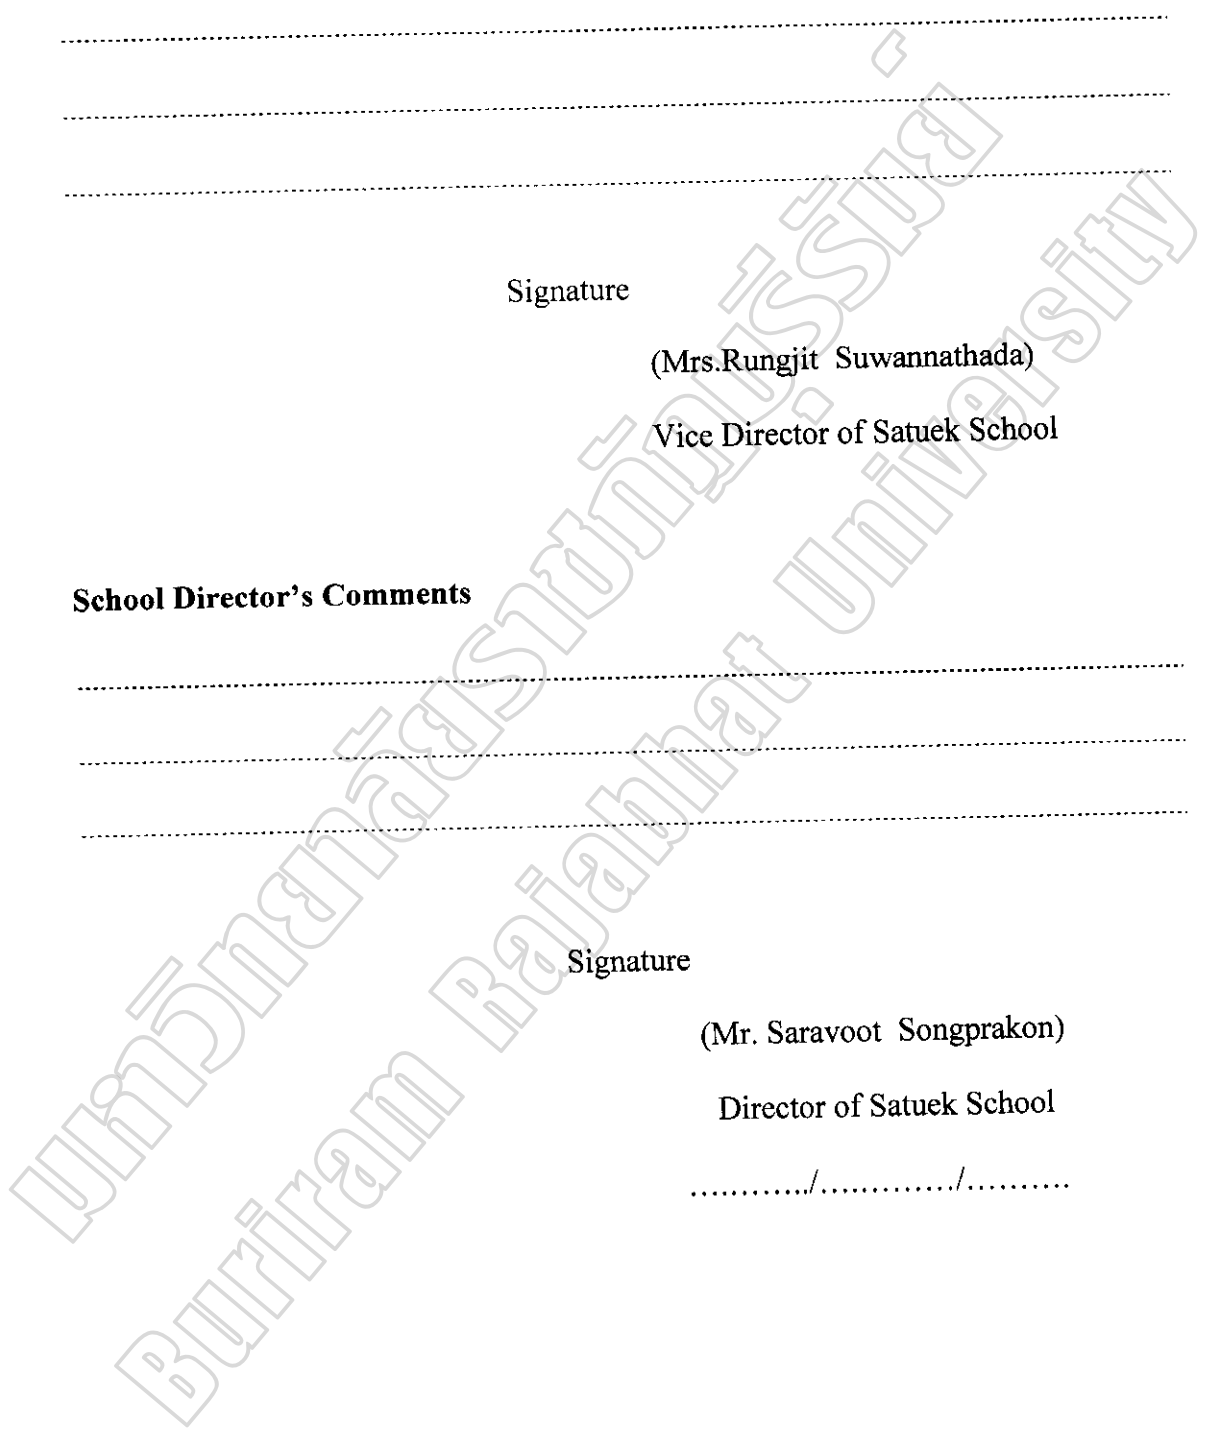 ........................................................................
........................................................................
........................................................................
Signature
(Mrs.Rungjit Suwannathada)
Vice Director of Satuek School
School Director's Comments
........................................................................
........................................................................
........................................................................
Signature
(Mr. Saravoot Songprakon)
Director of Satuek School
............/............./..........
มหาวิทยาลัยราชภัฏบุรีรัมย์
Buriram Rajabhat University